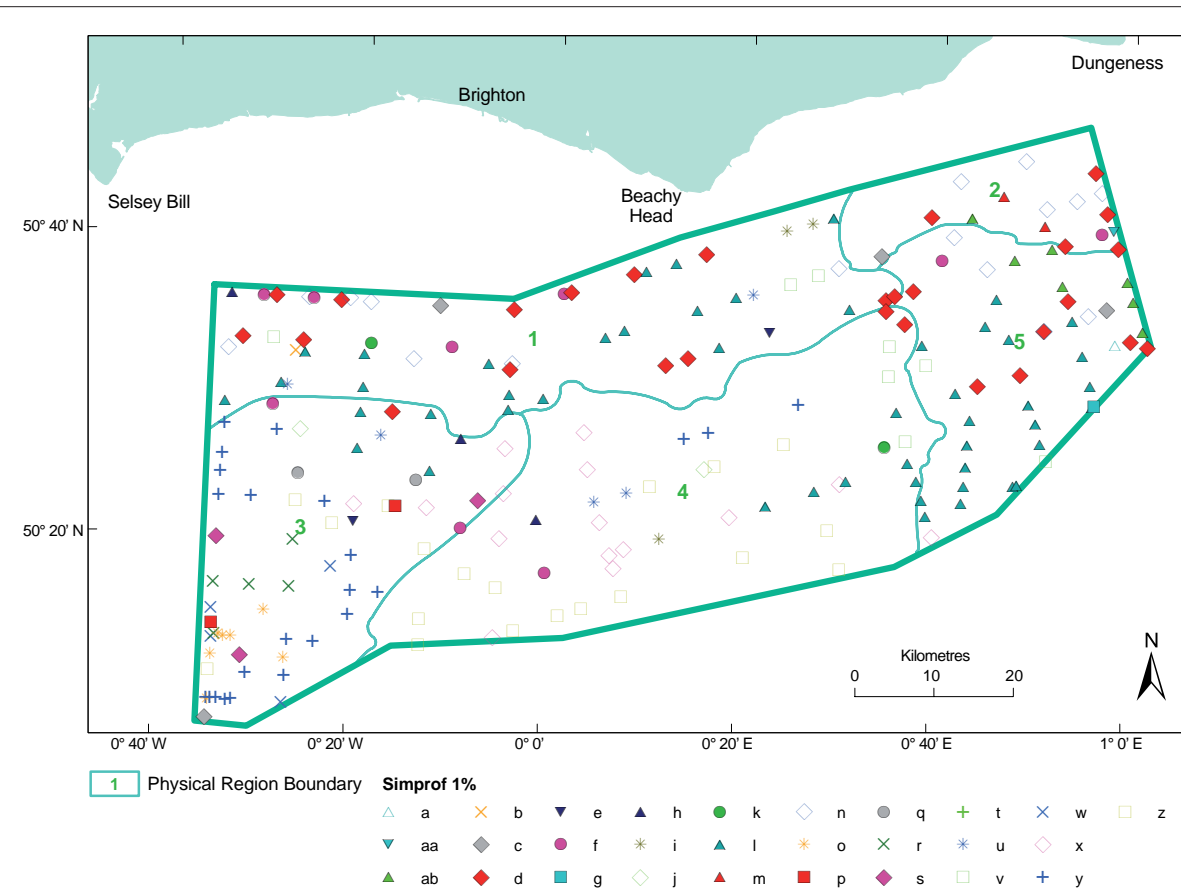 Dungeness
Brighton
Selsey Bill
Beachy
Head
50° 40' N
50° 20' N
1
2
3
4
5
N
Kilometres
0 10 20
0° 40' W 0° 20' W 0° 0' 0° 20' E 0° 40' E 1° 0' E
1 Physical Region Boundary Simprof 1%
a b e h k n q t w z
aa c f i l o r u x
ab d g j m p s v y